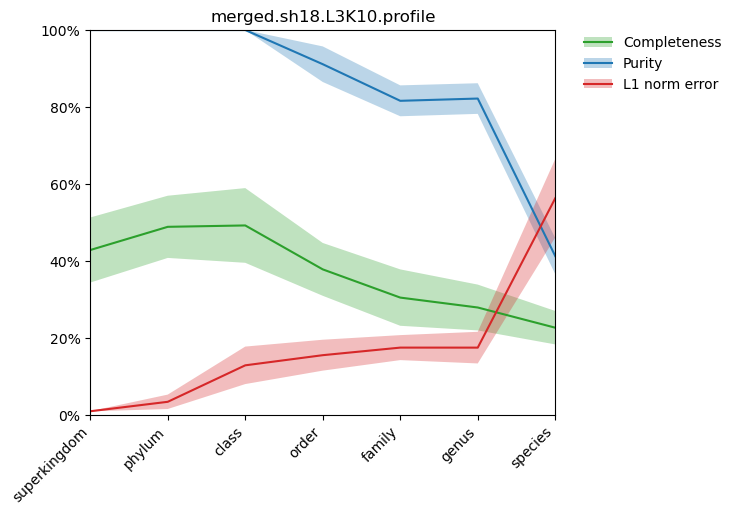 merged.sh18.L3K10.profile
100%
80%
60%
40%
20%
0%
superkingdom
phylum
class
order
family
genus
species
Completeness
Purity
L1 norm error